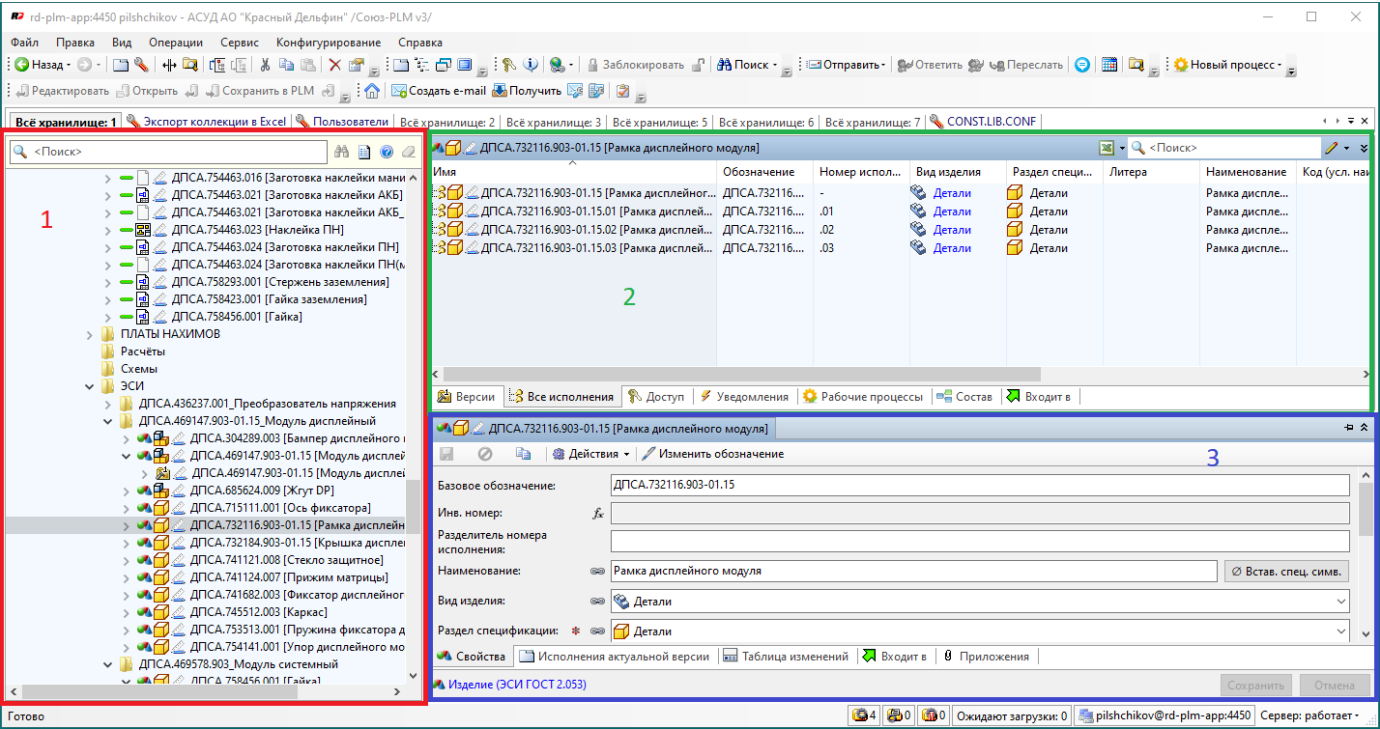 rd-plm-app:4450 pilshchikov - АСУД АО "Красный Дельфин" /Союз-PLM v3/
Файл Правка Вид Операции Сервис Конфигурирование Справка
Назад Заблокировать Поиск Отправить Ответить Переслать Новый процесс
Редактировать Открыть Сохранить в PLM Создать e-mail Получить
Всё хранилище: 1 Экспорт коллекции в Excel Пользователи Всё хранилище: 2 Всё хранилище: 3 Всё хранилище: 5 Всё хранилище: 6 Всё хранилище: 7 CONST.LIB.CONF
<Поиск>
1
ДПСА.754463.016 [Заготовка наклейки мани
ДПСА.754463.021 [Заготовка наклейки АКБ]
ДПСА.754463.021 [Заготовка наклейки АКБ_
ДПСА.754463.023 [Наклейка ПН]
ДПСА.754463.024 [Заготовка наклейки ПН]
ДПСА.754463.024 [Заготовка наклейки ПН(м
ДПСА.758293.001 [Стержень заземления]
ДПСА.758423.001 [Гайка заземления]
ДПСА.758456.001 [Гайка]
ПЛАТЫ НАХИМОВ
Расчёты
Схемы
ЭСИ
ДПСА.436237.001_Преобразователь напряжения
ДПСА.469147.903-01.15_Модуль дисплейный
ДПСА.304289.003 [Бампер дисплейного
ДПСА.469147.903-01.15 [Модуль дисплей
ДПСА.469147.903-01.15 [Модуль дисплей
ДПСА.685624.009 [Жгут DP]
ДПСА.715111.001 [Ось фиксатора]
ДПСА.732116.903-01.15 [Рамка дисплейн
ДПСА.732184.903-01.15 [Крышка дисплей
ДПСА.741121.008 [Стекло защитное]
ДПСА.741124.007 [Прижим матрицы]
ДПСА.741682.003 [Фиксатор дисплейног
ДПСА.745512.003 [Каркас]
ДПСА.753513.001 [Пружина фиксатора д
ДПСА.754141.001 [Упор дисплейного мо
ДПСА.469578.903_Модуль системный
ДПСА.758456.001 [Гайка]
ДПСА.732116.903-01.15 [Рамка дисплейного модуля] <Поиск>
Имя Обозначение Номер испол... Вид изделия Раздел специ... Литера Наименование Код (усл. наи
ДПСА.732116.903-01.15 [Рамка дисплейног... ДПСА.732116.... - Детали Детали Рамка диспле...
ДПСА.732116.903-01.15.01 [Рамка дисплей... ДПСА.732116.... .01 Детали Детали Рамка диспле...
ДПСА.732116.903-01.15.02 [Рамка дисплей... ДПСА.732116.... .02 Детали Детали Рамка диспле...
ДПСА.732116.903-01.15.03 [Рамка дисплей... ДПСА.732116.... .03 Детали Детали Рамка диспле...
2
Версии Все исполнения Доступ Уведомления Рабочие процессы Состав Входит в
ДПСА.732116.903-01.15 [Рамка дисплейного модуля]
Действия Изменить обозначение
3
Базовое обозначение: ДПСА.732116.903-01.15
Инв. номер: fx
Разделитель номера
исполнения:
Наименование: Рамка дисплейного модуля Ø Встав. спец. симв.
Вид изделия: Детали
Раздел спецификации: * Детали
Свойства Исполнения актуальной версии Таблица изменений Входит в Приложения
Изделие (ЭСИ ГОСТ 2.053) Сохранить Отмена
Готово 4 0 0 Ожидают загрузки: 0 pilshchikov@rd-plm-app:4450 Сервер: работает